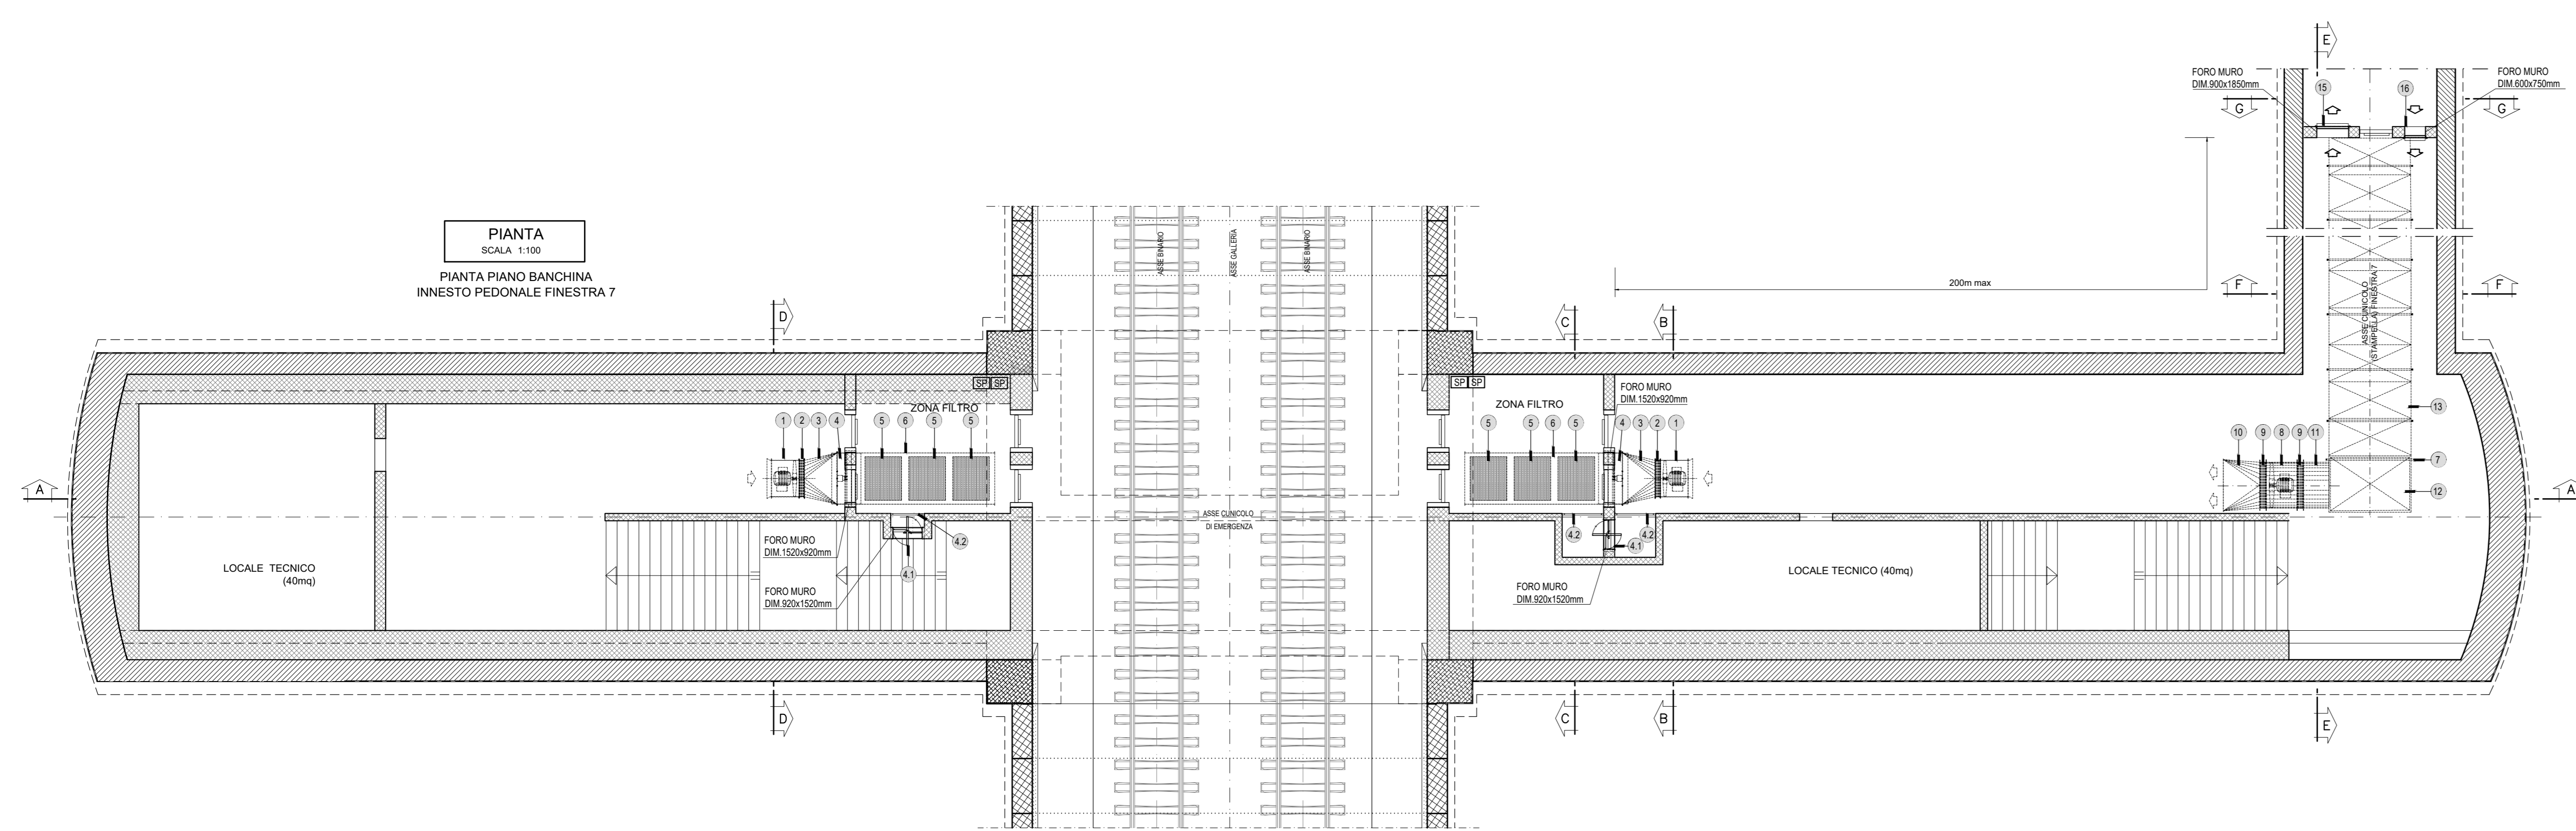 PIANTA
SCALA 1:100
PIANTA PIANO BANCHINA
INNESTO PEDONALE FINESTRA 7
E
FORO MURO
DIM.900x1850mm
FORO MURO
DIM.600x750mm
15
16
G
G
ASSE BINARIO
ASSE GALLERIA
ASSE BINARIO
200m max
ASSE CUNICOLO
(STAMPELLA) FINESTRA 7
F
F
D
C
B
SP
SP
SP
SP
ZONA FILTRO
ZONA FILTRO
FORO MURO
DIM.1520x920mm
1
2
3
4
5
6
5
5
5
5
6
5
4
3
2
1
13
10
9
8
9
11
7
12
A
A
ASSE CUNICOLO
DI EMERGENZA
4.2
4.2
4.2
4.1
4.1
FORO MURO
DIM.1520x920mm
FORO MURO
DIM.920x1520mm
FORO MURO
DIM.920x1520mm
LOCALE TECNICO
(40mq)
LOCALE TECNICO (40mq)
D
C
B
E